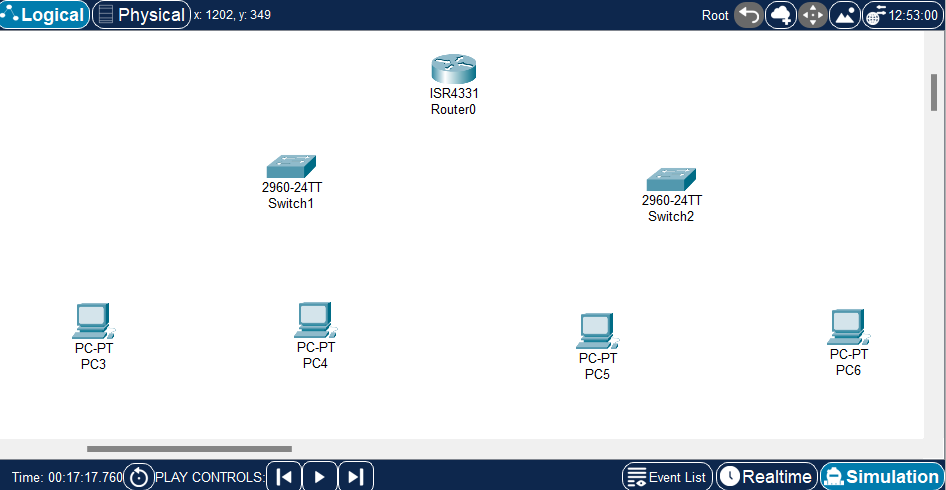 Logical
Physical
x: 1202, y: 349
Root
12:53:00
ISR4331
Router0
2960-24TT
Switch1
2960-24TT
Switch2
PC-PT
PC3
PC-PT
PC4
PC-PT
PC5
PC-PT
PC6
Time: 00:17:17.760
PLAY CONTROLS:
Event List
Realtime
Simulation